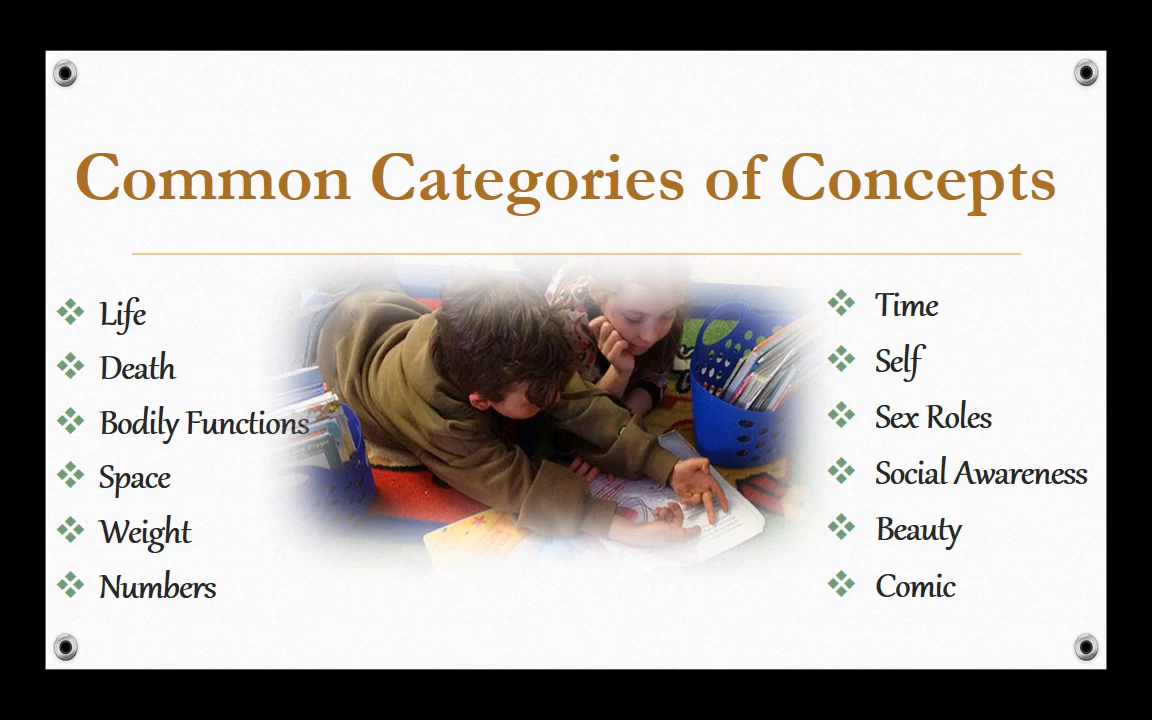 Common Categories of Concepts
Life
Death
Bodily Functions
Space
Weight
Numbers
Time
Self
Sex Roles
Social Awareness
Beauty
Comic